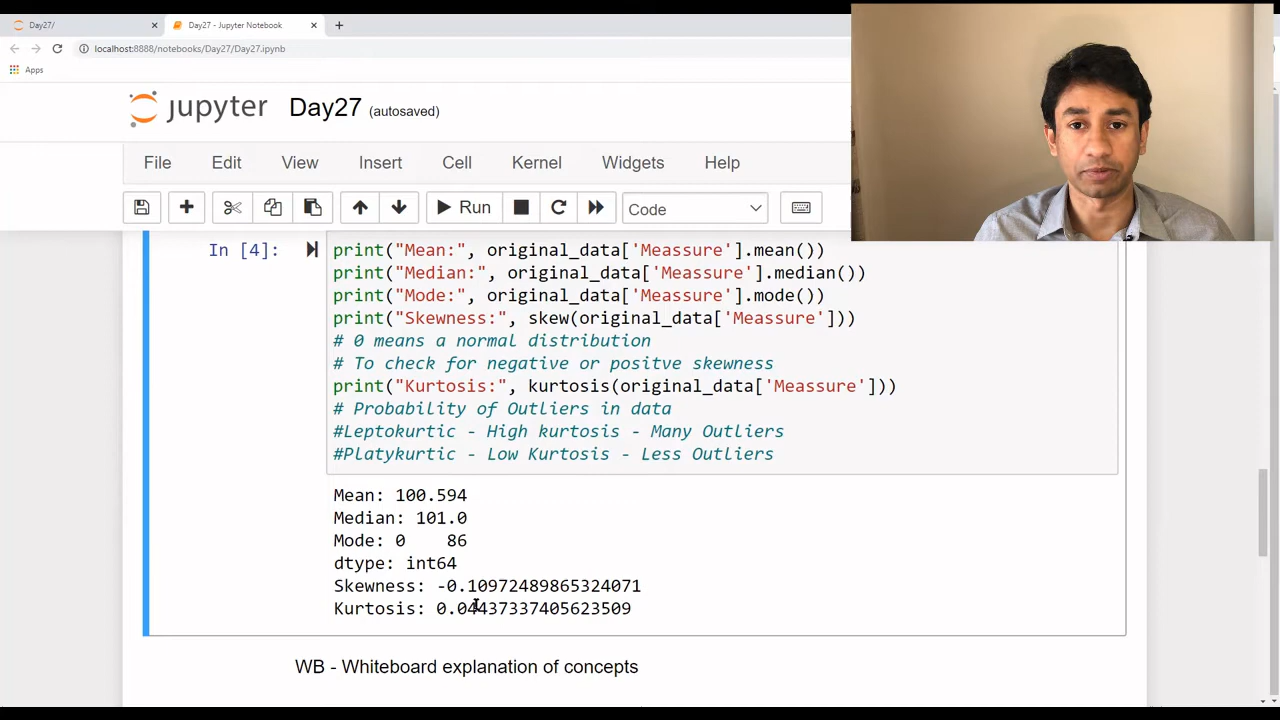 Day27/
Day27 - Jupyter Notebook
localhost:8888/notebooks/Day27/Day27.ipynb
Apps
jupyter Day27 (autosaved)
File Edit View Insert Cell Kernel Widgets Help
Run Code
In [4]:
print("Mean:", original_data['Meassure'].mean())
print("Median:", original_data['Meassure'].median())
print("Mode:", original_data['Meassure'].mode())
print("Skewness:", skew(original_data['Meassure']))
# 0 means a normal distribution
# To check for negative or positve skewness
print("Kurtosis:", kurtosis(original_data['Meassure']))
# Probability of Outliers in data
#Leptokurtic - High kurtosis - Many Outliers
#Platykurtic - Low Kurtosis - Less Outliers
Mean: 100.594
Median: 101.0
Mode: 0    86
dtype: int64
Skewness: -0.10972489865324071
Kurtosis: 0.04437337405623509
WB - Whiteboard explanation of concepts